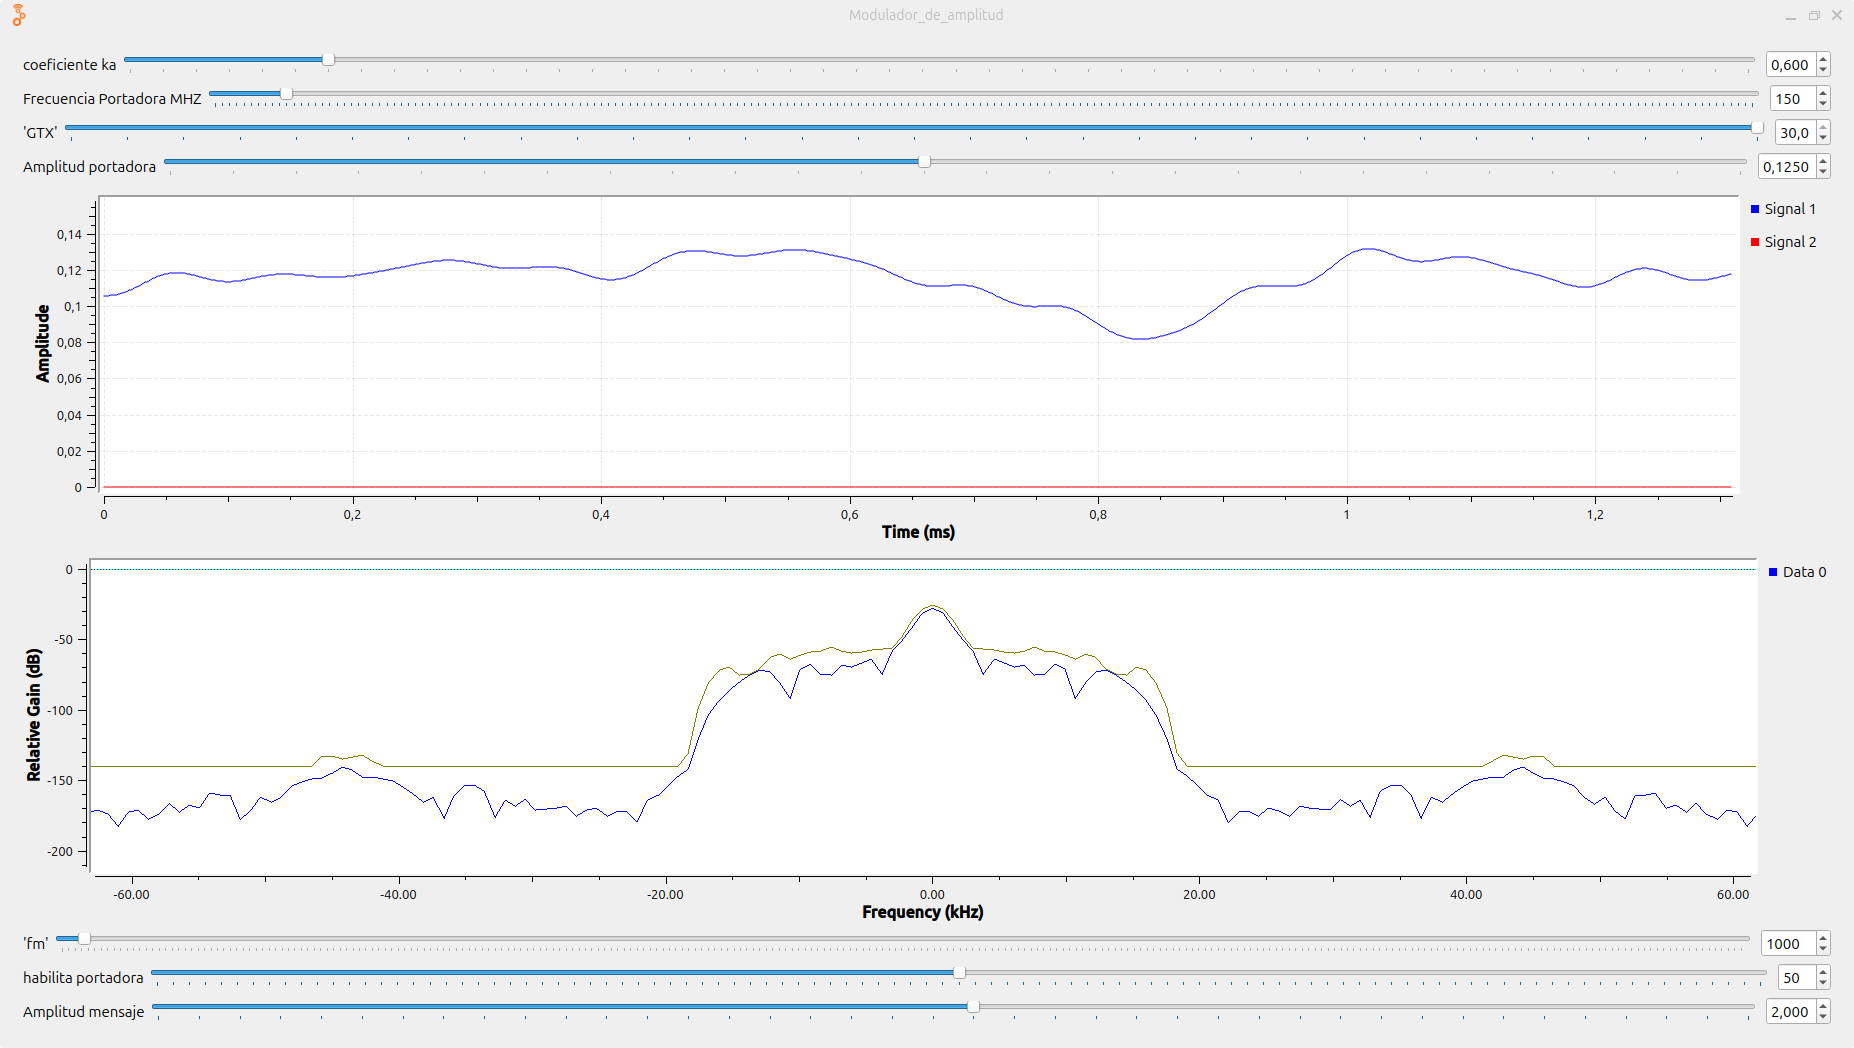 Modulador_de_amplitud
coeficiente ka 0,600
Frecuencia Portadora MHZ 150
'GTX' 30,0
Amplitud portadora 0,1250
Signal 1
Signal 2
Amplitude
0,14
0,12
0,1
0,08
0,06
0,04
0,02
0
0 0,2 0,4 0,6 0,8 1 1,2
Time (ms)
Data 0
Relative Gain (dB)
0
-50
-100
-150
-200
-60.00 -40.00 -20.00 0.00 20.00 40.00 60.00
Frequency (kHz)
'fm' 1000
habilita portadora 50
Amplitud mensaje 2,000